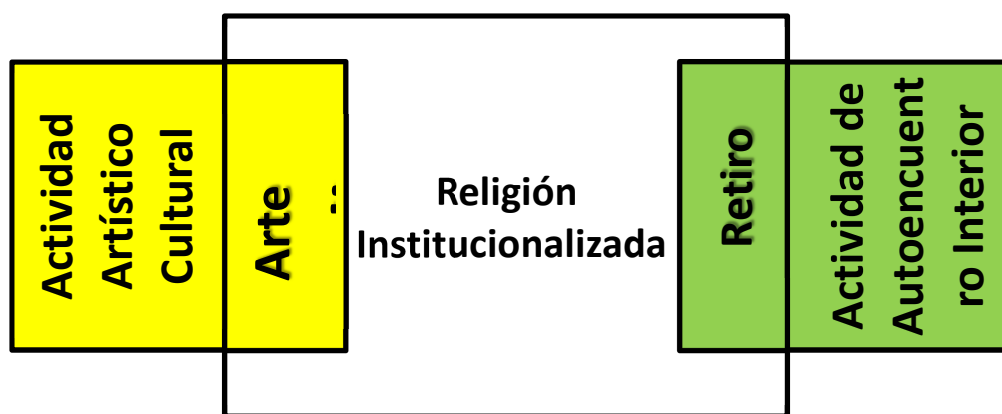 Actividad
Artístico
Cultural
Arte
Religión
Institucionalizada
Retiro
Actividad de
Autoencuent
ro Interior